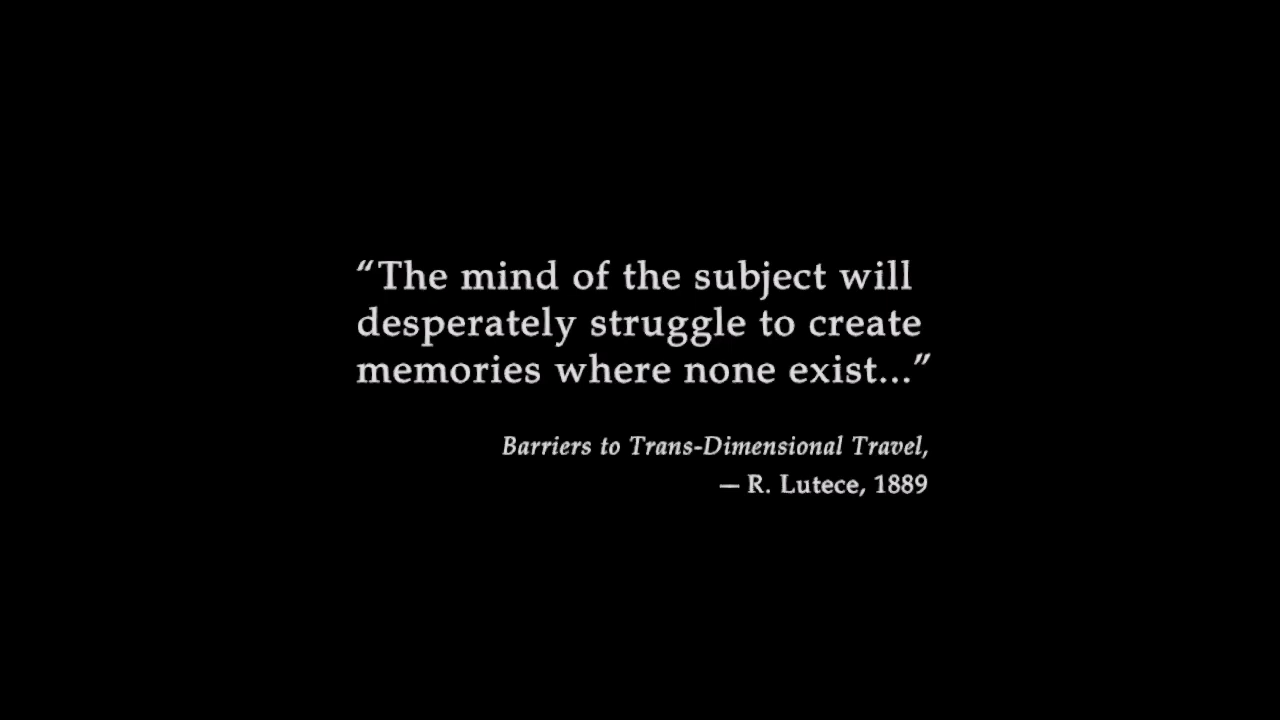 “The mind of the subject will
desperately struggle to create
memories where none exist...”
Barriers to Trans-Dimensional Travel,
— R. Lutece, 1889